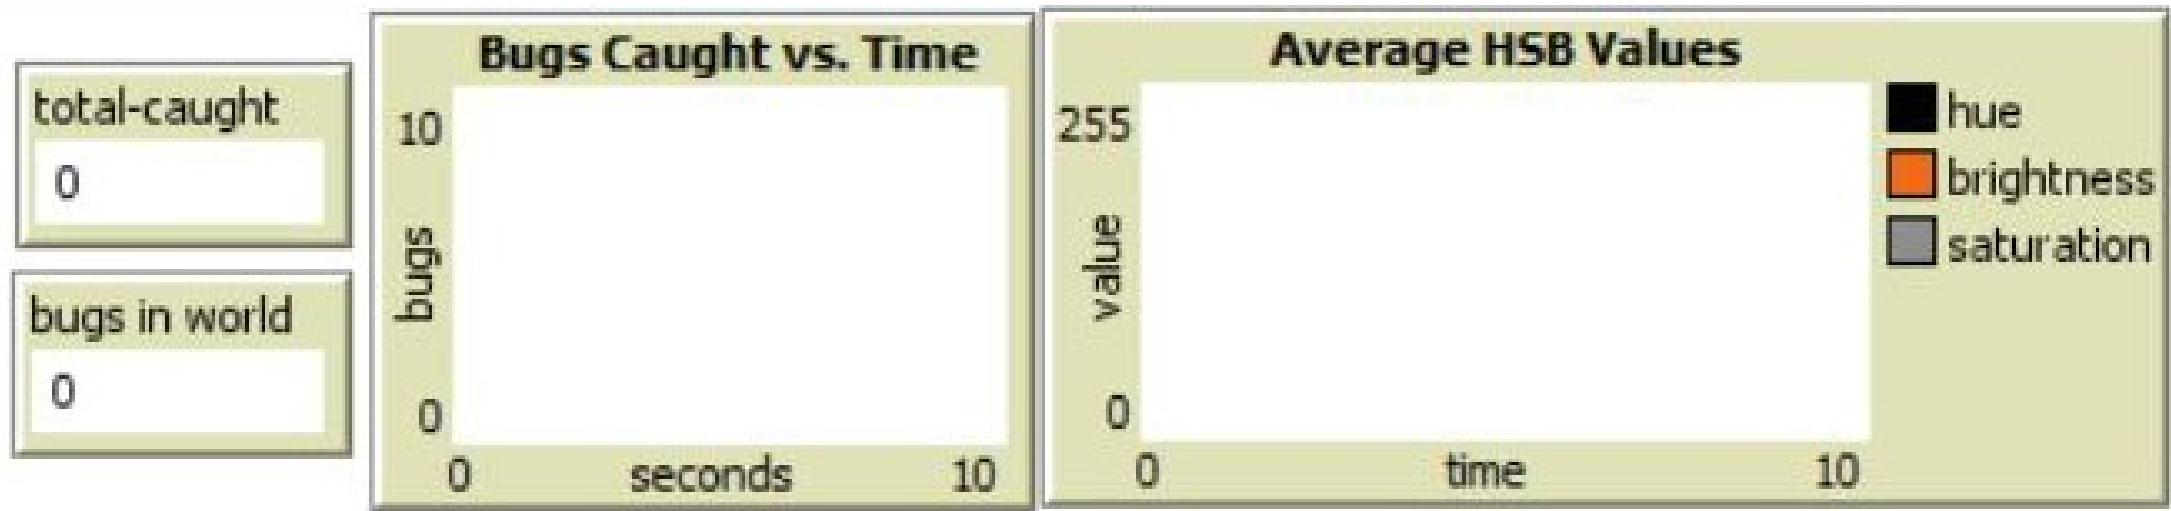 total-caught
0
bugs in world
0
Bugs Caught vs. Time
10
bugs
0
0 seconds 10
Average HSB Values
255
value
0
0 time 10
hue
brightness
saturation